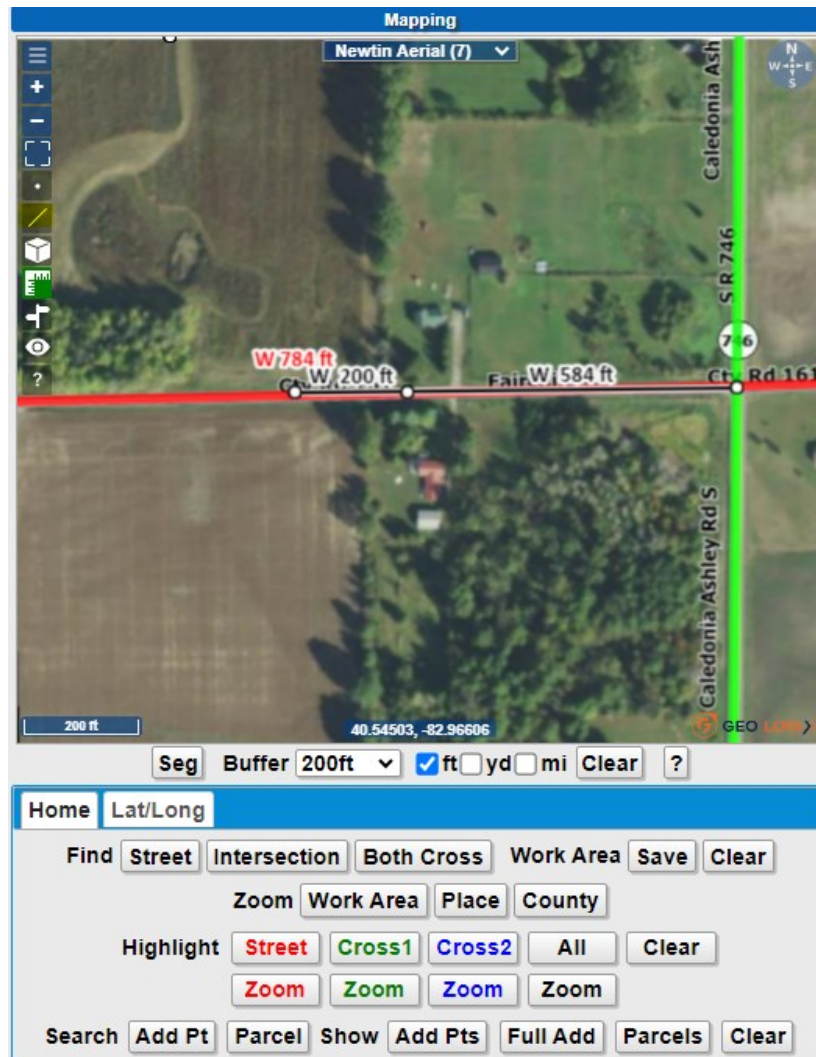 Mapping
Newtin Aerial (7)
N
W E
S
Caledonia Ash
S R 746
746
W 784 ft
W 200 ft
W 584 ft
Cty Rd 161
Caledonia Ashley Rd S
200 ft
40.54503, -82.96606
GEO
Seg Buffer 200ft ft yd mi Clear ?
Home Lat/Long
Find Street Intersection Both Cross Work Area Save Clear
Zoom Work Area Place County
Highlight Street Cross1 Cross2 All Clear
Zoom Zoom Zoom Zoom
Search Add Pt Parcel Show Add Pts Full Add Parcels Clear